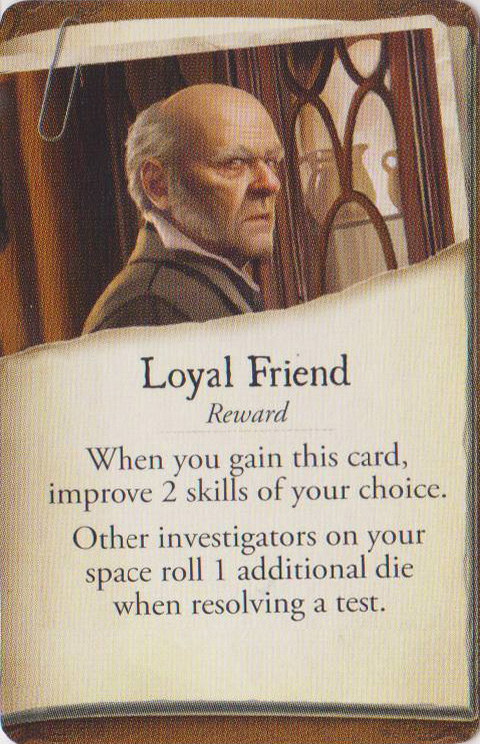 Loyal Friend
Reward
When you gain this card,
improve 2 skills of your choice.
Other investigators on your
space roll 1 additional die
when resolving a test.